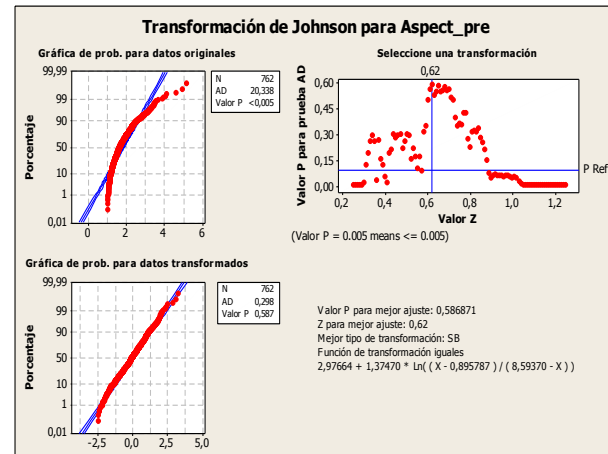 Transformación de Johnson para Aspect_pre
Gráfica de prob. para datos originales
99,99
99
90
50
10
1
0,01
Porcentaje
0 2 4 6
N 762
AD 20,338
Valor P <0,005
Seleccione una transformación
0,62
0,60
0,45
0,30
0,15
0,00
Valor P para prueba AD
P Ref
0,2 0,4 0,6 0,8 1,0 1,2
Valor Z
(Valor P = 0.005 means <= 0.005)
Gráfica de prob. para datos transformados
99,99
99
90
50
10
1
0,01
Porcentaje
-2,5 0,0 2,5 5,0
N 762
AD 0,298
Valor P 0,587
Valor P para mejor ajuste: 0,586871
Z para mejor ajuste: 0,62
Mejor tipo de transformación: SB
Función de transformación iguales
2,97664 + 1,37470 * Ln( ( X - 0,895787 ) / ( 8,59370 - X ) )